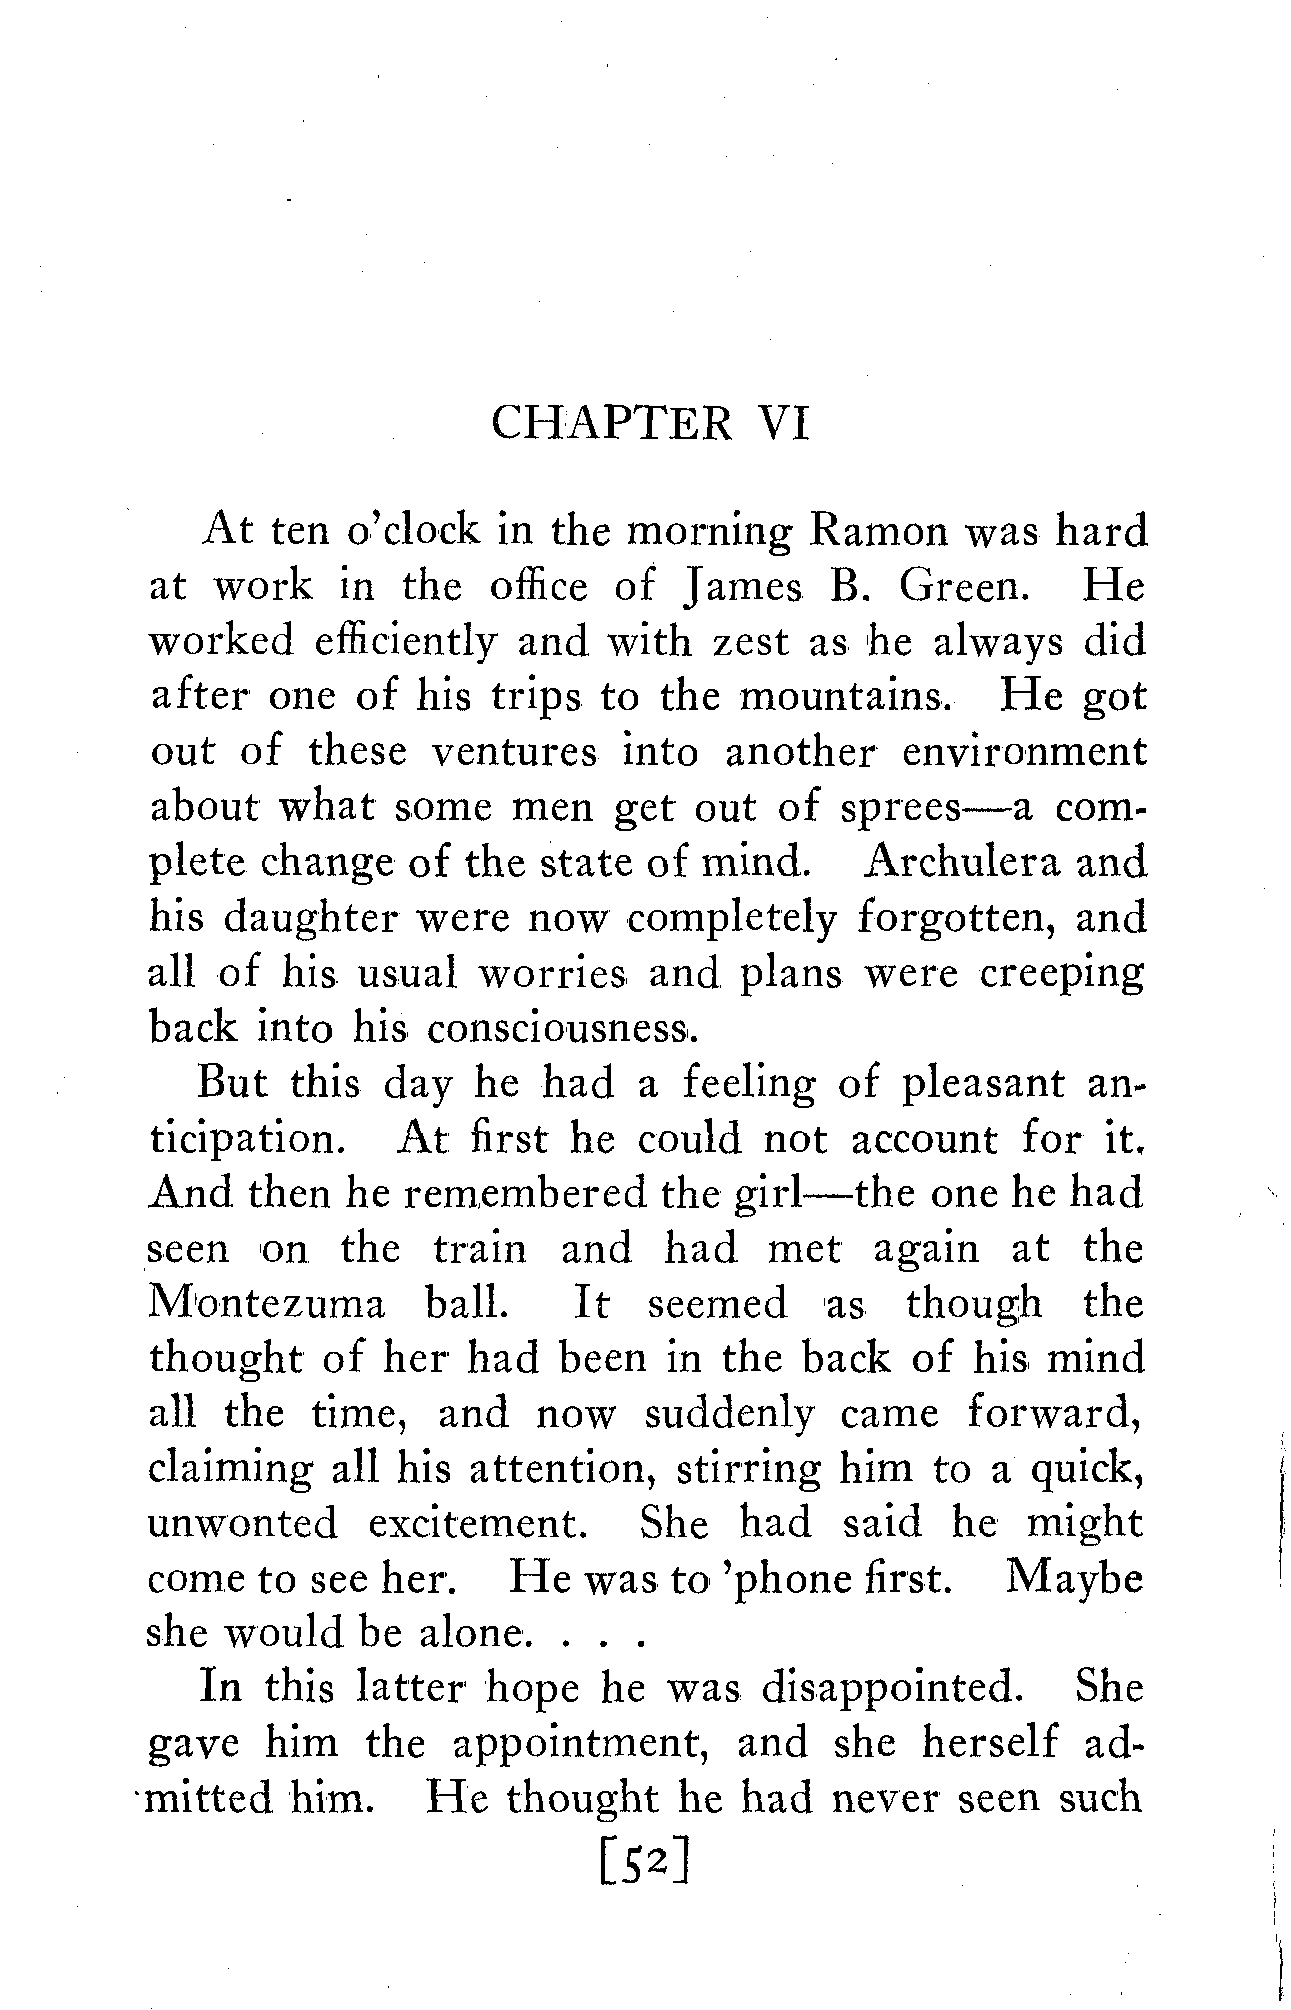 CHAPTER VI
At ten o'clock in the morning Ramon was hard
at work in the office of James B. Green. He
worked efficiently and with zest as he always did
after one of his trips to the mountains. He got
out of these ventures into another environment
about what some men get out of sprees—a com-
plete change of the state of mind. Archulera and
his daughter were now completely forgotten, and
all of his usual worries and plans were creeping
back into his consciousness.
But this day he had a feeling of pleasant an-
ticipation. At first he could not account for it.
And then he remembered the girl—the one he had
seen on the train and had met again at the
Montezuma ball. It seemed as though the
thought of her had been in the back of his mind
all the time, and now suddenly came forward,
claiming all his attention, stirring him to a quick,
unwonted excitement. She had said he might
come to see her. He was to 'phone first. Maybe
she would be alone. . . .
In this latter hope he was disappointed. She
gave him the appointment, and she herself ad-
mitted him. He thought he had never seen such
[52]